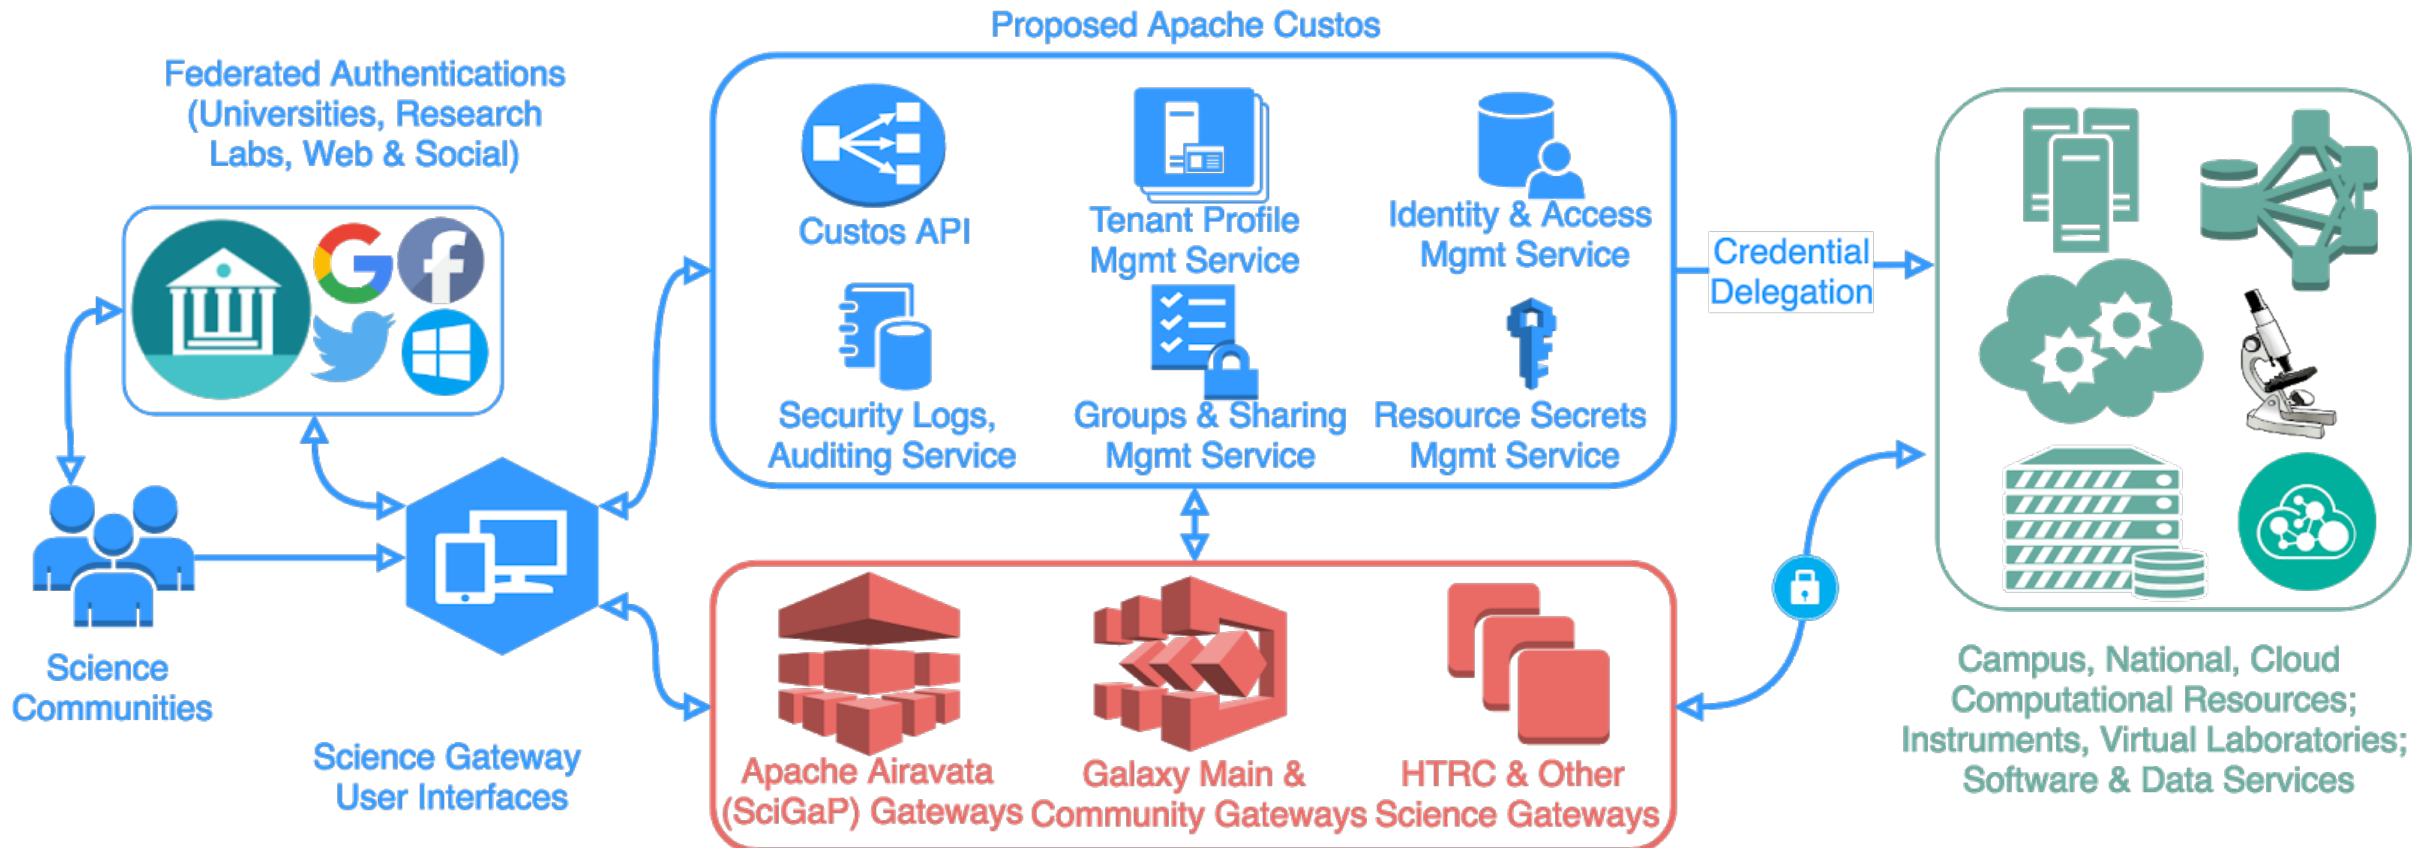 Proposed Apache Custos
Federated Authentications
(Universities, Research
Labs, Web & Social)
Custos API
Tenant Profile
Mgmt Service
Identity & Access
Mgmt Service
Security Logs,
Auditing Service
Groups & Sharing
Mgmt Service
Resource Secrets
Mgmt Service
Credential
Delegation
Science
Communities
Science Gateway
User Interfaces
Apache Airavata
(SciGaP) Gateways
Galaxy Main &
Community Gateways
HTRC & Other
Science Gateways
Campus, National, Cloud
Computational Resources;
Instruments, Virtual Laboratories;
Software & Data Services